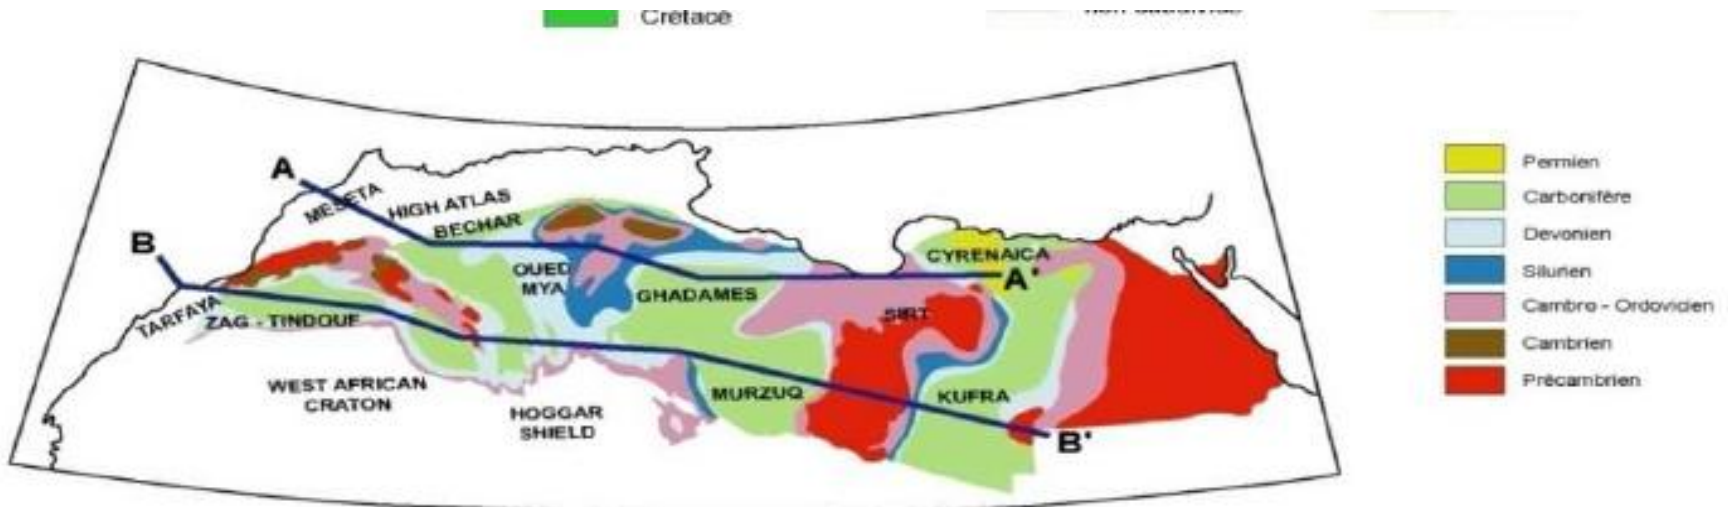 Crétacé
A
MESETA
HIGH ATLAS
BECHAR
B
OUED
MYA
GHADAMES
CYRENAICA
A'
TARFAYA
ZAG - TINDOUF
SIRT
WEST AFRICAN
CRATON
HOGGAR
SHIELD
MURZUQ
KUFRA
B'
Permien
Carbonifère
Devonien
Silurien
Cambro - Ordovicien
Cambrien
Précambrien